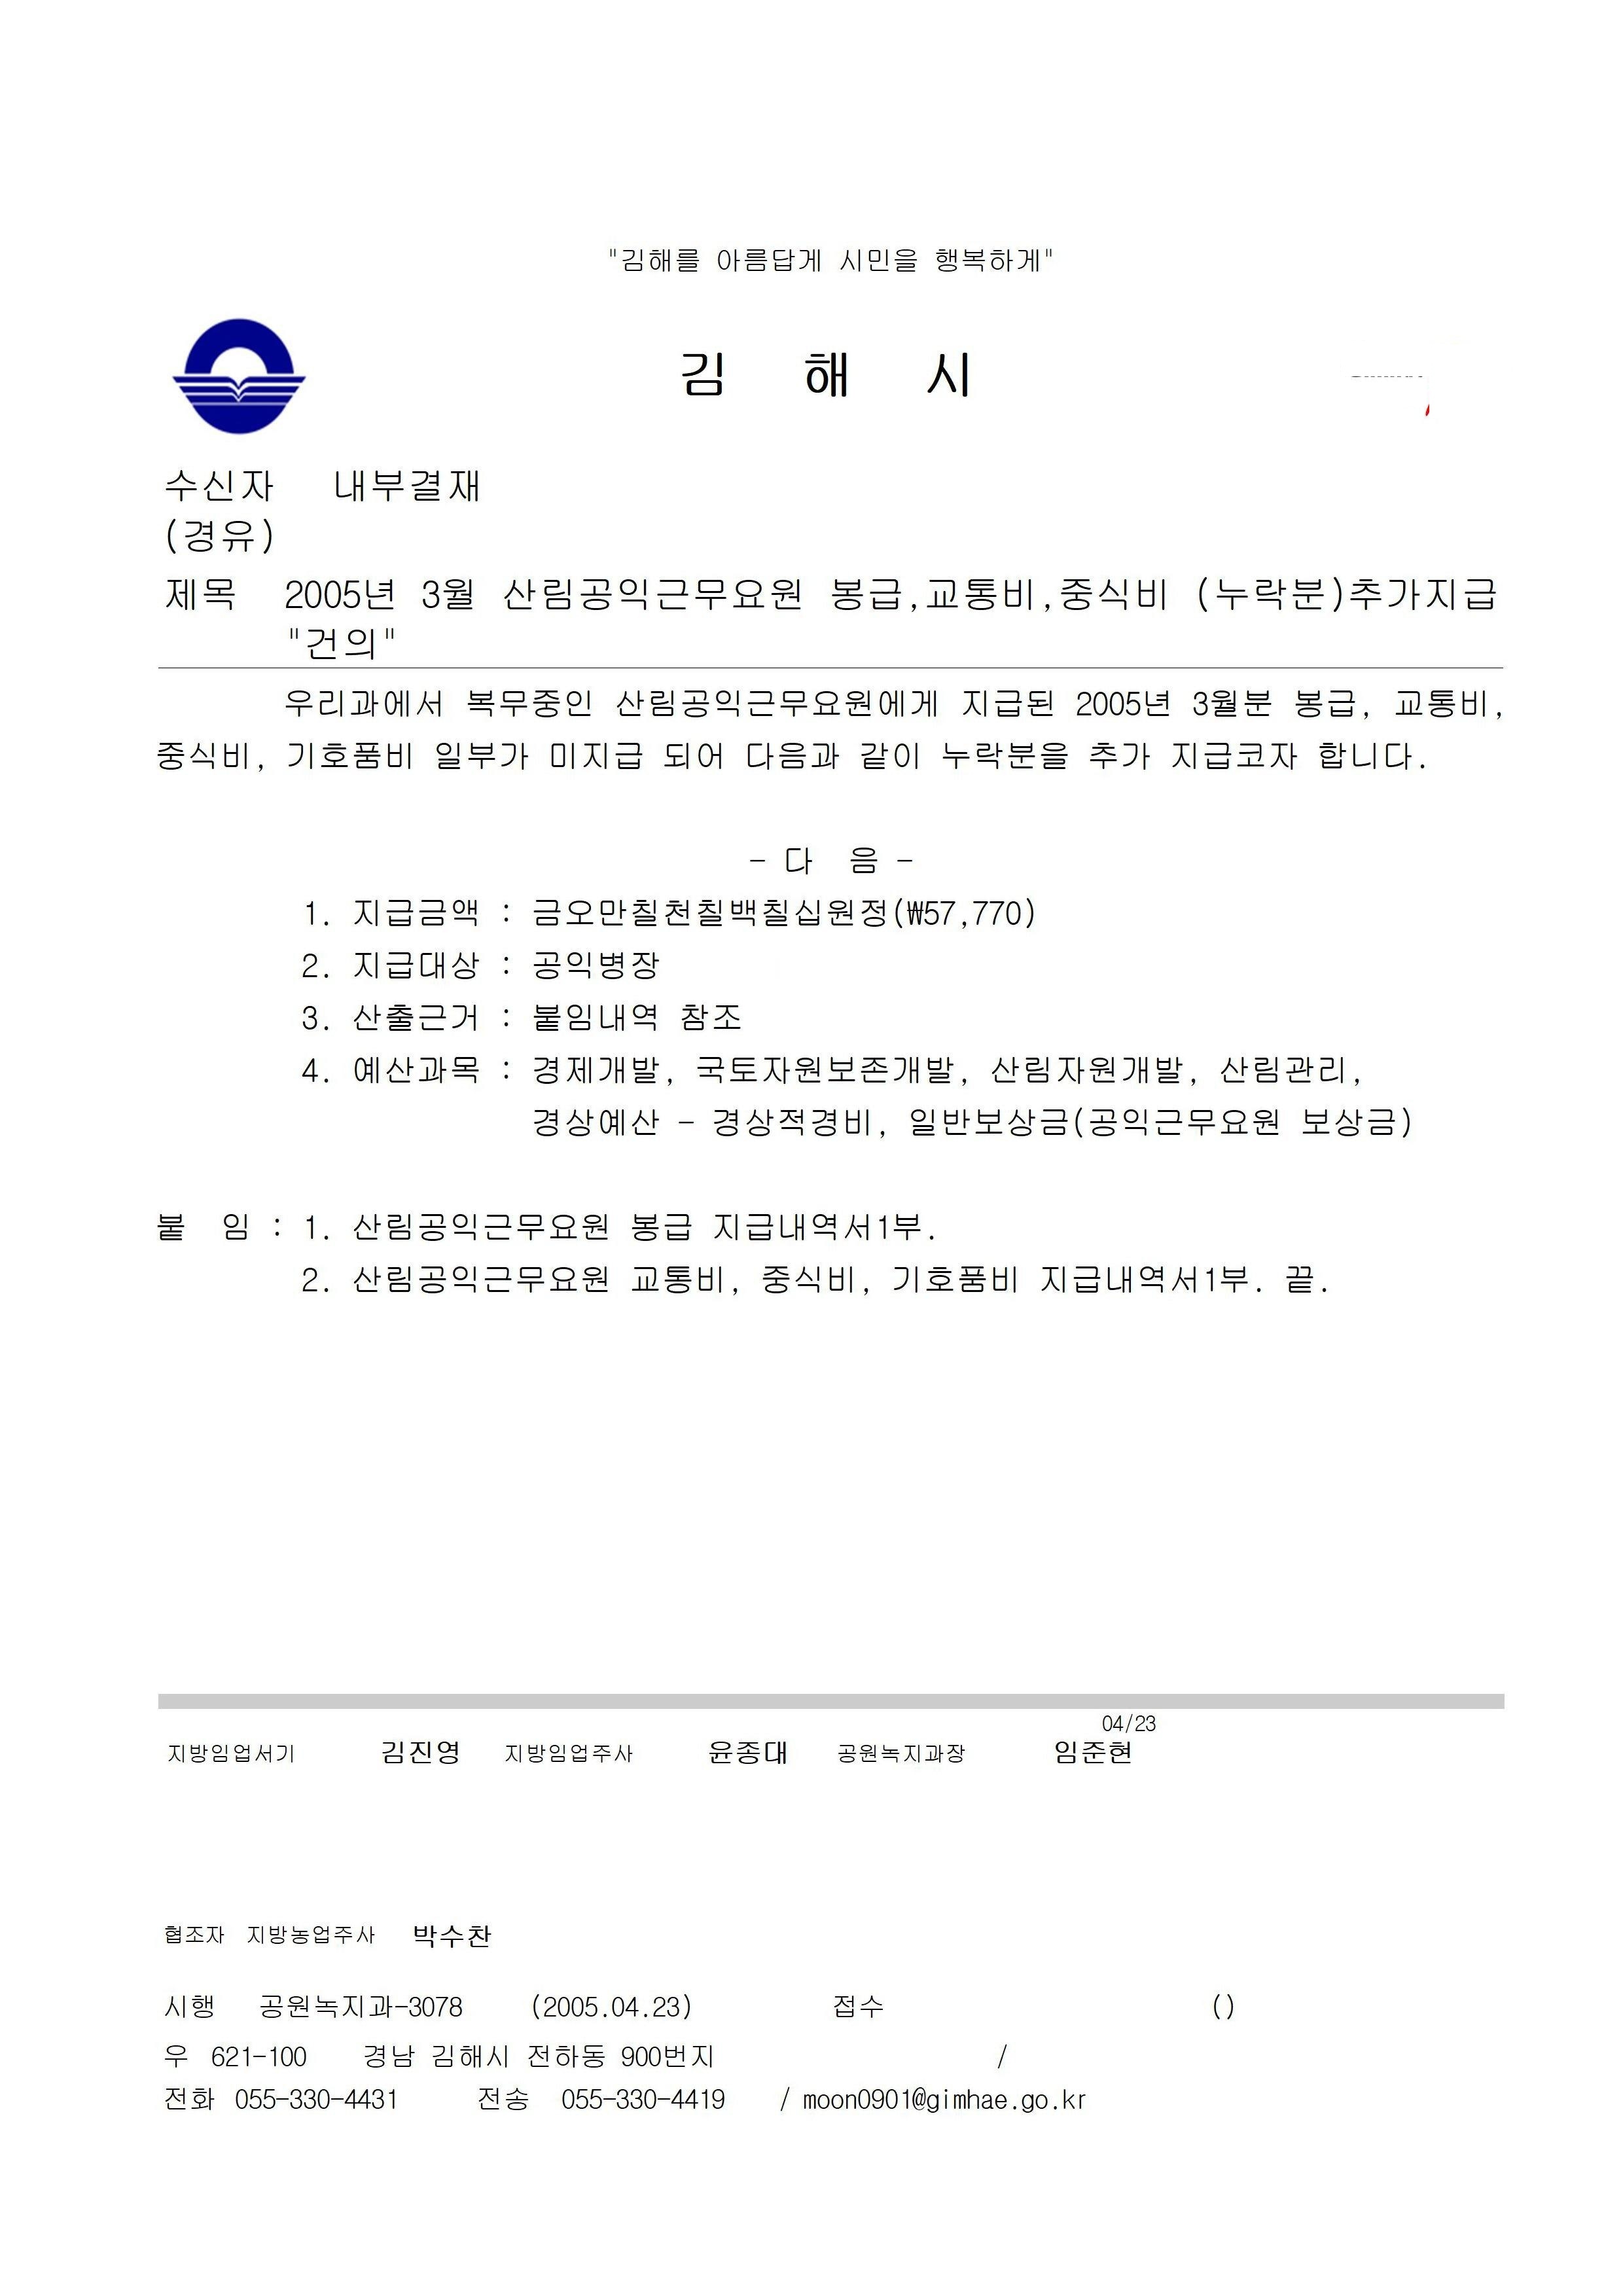 "김해를 아름답게 시민을 행복하게"
김 해 시
수신자 내부결재
(경유)
제목 2005년 3월 산림공익근무요원 봉급,교통비,중식비 (누락분)추가지급
"건의"
우리과에서 복무중인 산림공익근무요원에게 지급된 2005년 3월분 봉급, 교통비,
중식비, 기호품비 일부가 미지급 되어 다음과 같이 누락분을 추가 지급코자 합니다.
- 다 음 -
1. 지급금액 : 금오만칠천칠백칠십원정(₩57,770)
2. 지급대상 : 공익병장
3. 산출근거 : 붙임내역 참조
4. 예산과목 : 경제개발, 국토자원보존개발, 산림자원개발, 산림관리,
경상예산 - 경상적경비, 일반보상금(공익근무요원 보상금)
붙 임 : 1. 산림공익근무요원 봉급 지급내역서1부.
2. 산림공익근무요원 교통비, 중식비, 기호품비 지급내역서1부. 끝.
04/23
지방임업서기 김진영 지방임업주사 윤종대 공원녹지과장 임준현
협조자 지방농업주사 박수찬
시행 공원녹지과-3078 (2005.04.23) 접수 ()
우 621-100 경남 김해시 전하동 900번지 /
전화 055-330-4431 전송 055-330-4419 / moon0901@gimhae.go.kr